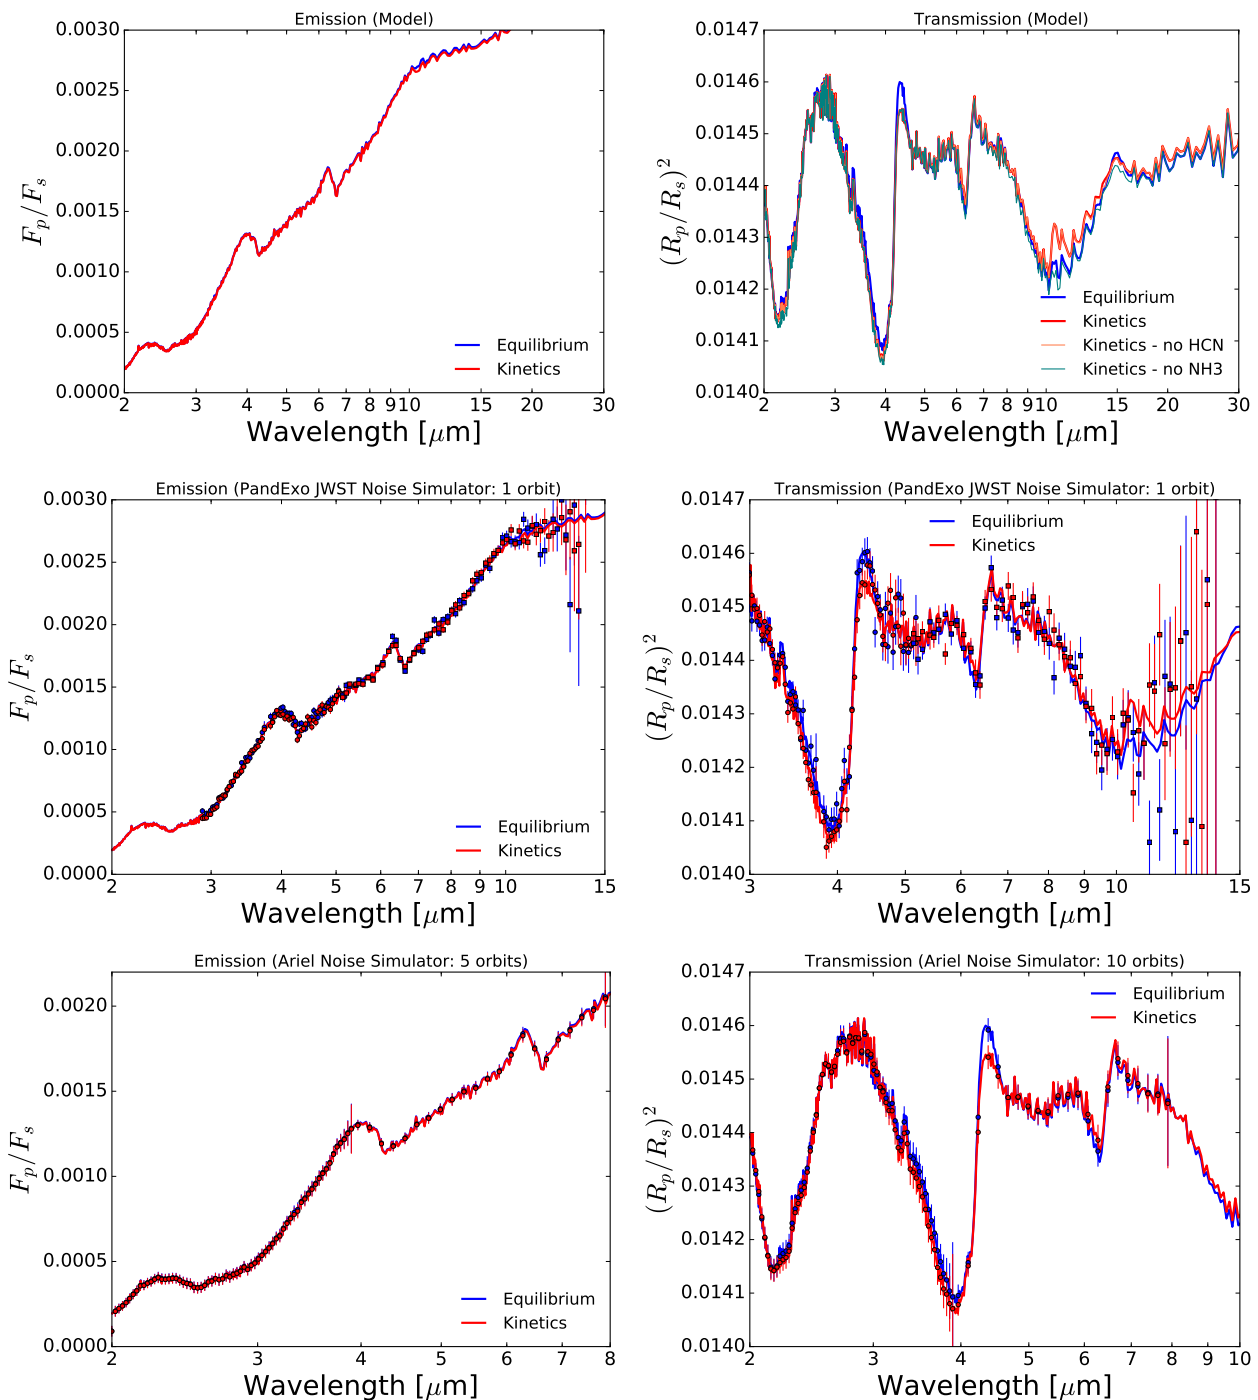 Emission (Model)
0.0030
0.0025
0.0020
0.0015
0.0010
0.0005
0.0000
F_p/F_s
2 3 4 5 6 7 8 9 10 15 20 30
Wavelength [μm]
Equilibrium
Kinetics
Transmission (Model)
0.0147
0.0146
0.0145
0.0144
0.0143
0.0142
0.0141
0.0140
(R_p/R_s)^2
2 3 4 5 6 7 8 9 10 15 20 30
Wavelength [μm]
Equilibrium
Kinetics
Kinetics - no HCN
Kinetics - no NH3
Emission (PandExo JWST Noise Simulator: 1 orbit)
0.0030
0.0025
0.0020
0.0015
0.0010
0.0005
0.0000
F_p/F_s
2 3 4 5 6 7 8 9 10 15
Wavelength [μm]
Equilibrium
Kinetics
Transmission (PandExo JWST Noise Simulator: 1 orbit)
0.0147
0.0146
0.0145
0.0144
0.0143
0.0142
0.0141
0.0140
(R_p/R_s)^2
3 4 5 6 7 8 9 10 15
Wavelength [μm]
Equilibrium
Kinetics
Emission (Ariel Noise Simulator: 5 orbits)
0.0020
0.0015
0.0010
0.0005
0.0000
F_p/F_s
2 3 4 5 6 7 8
Wavelength [μm]
Equilibrium
Kinetics
Transmission (Ariel Noise Simulator: 10 orbits)
0.0147
0.0146
0.0145
0.0144
0.0143
0.0142
0.0141
0.0140
(R_p/R_s)^2
2 3 4 5 6 7 8 9 10
Wavelength [μm]
Equilibrium
Kinetics